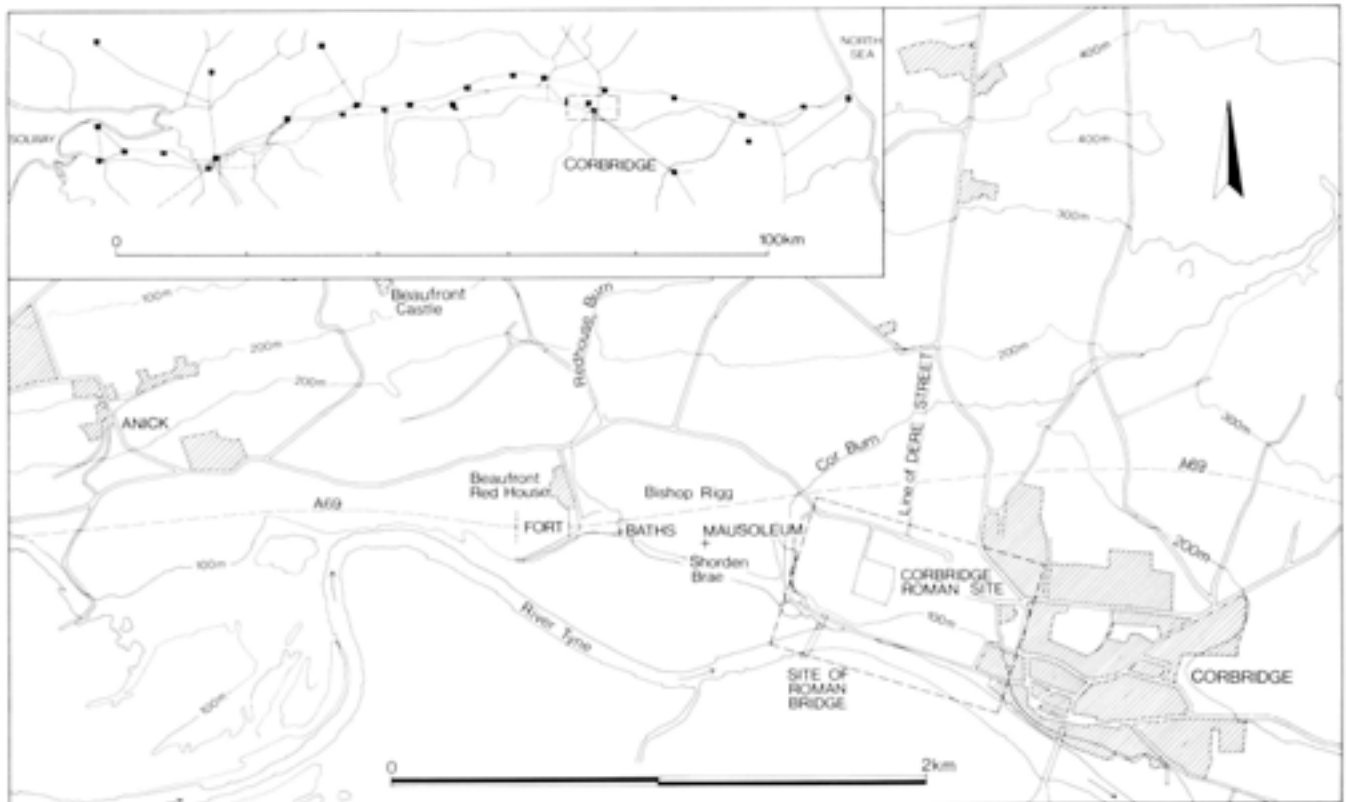 NORTH
SEA
SOLWAY
CORBRIDGE
0
100km
400m
400m
300m
100m
Beaufront
Castle
Redhouse Burn
200m
200m
200m
ANICK
Line of DERE STREET
300m
Cor Burn
A69
Beaufront
Red House
Bishop Rigg
A69
FORT
BATHS
MAUSOLEUM
200m
100m
Shorden
Brae
CORBRIDGE
ROMAN SITE
River Tyne
100m
SITE OF
ROMAN
BRIDGE
CORBRIDGE
100m
0
2km